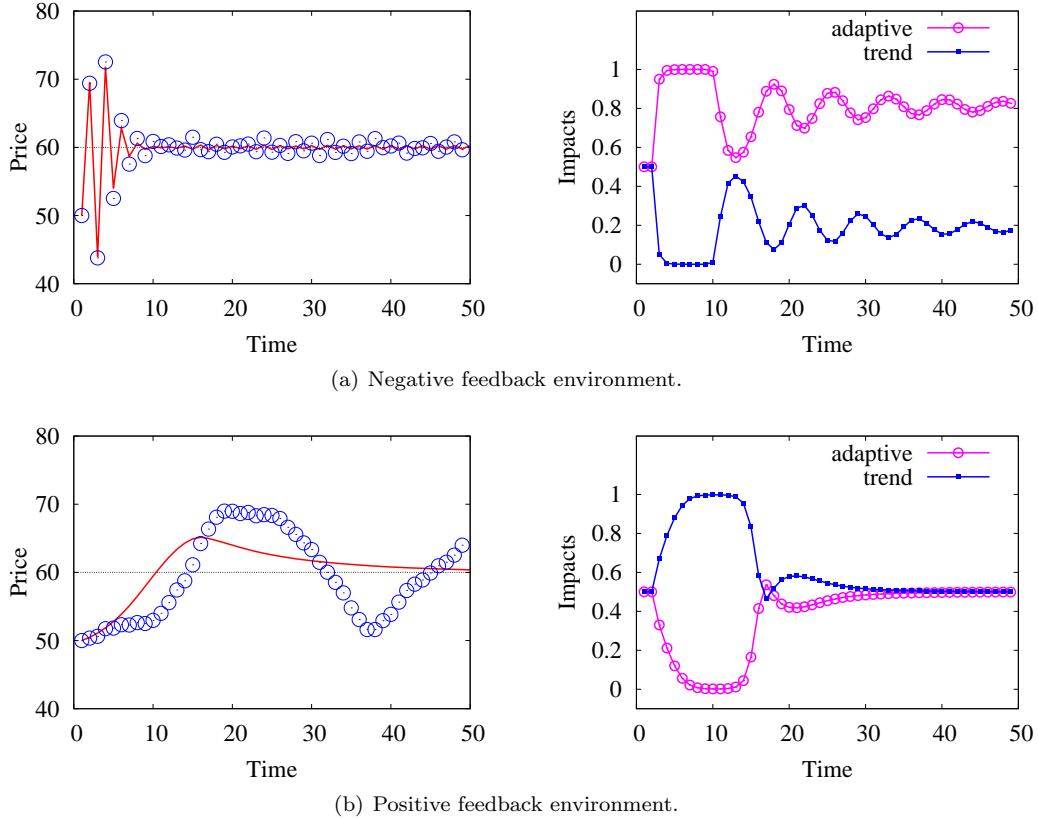 80
70
60
50
40
Price
0 10 20 30 40 50
Time
adaptive
trend
1
0.8
0.6
0.4
0.2
0
Impacts
0 10 20 30 40 50
Time
(a) Negative feedback environment.
80
70
60
50
40
Price
0 10 20 30 40 50
Time
adaptive
trend
1
0.8
0.6
0.4
0.2
0
Impacts
0 10 20 30 40 50
Time
(b) Positive feedback environment.